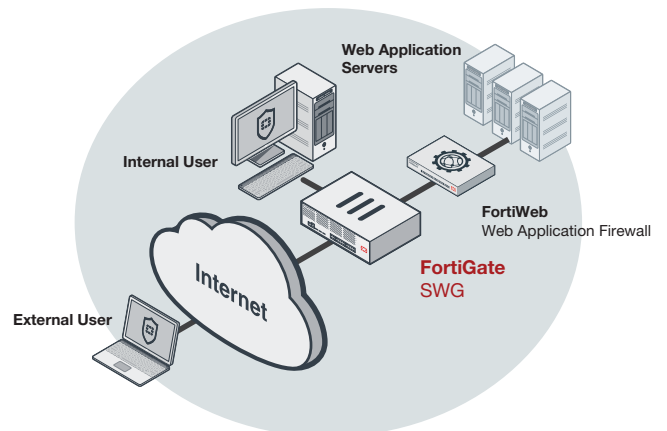 Web Application
Servers
Internal User
FortiWeb
Web Application Firewall
FortiGate
SWG
Internet
External User